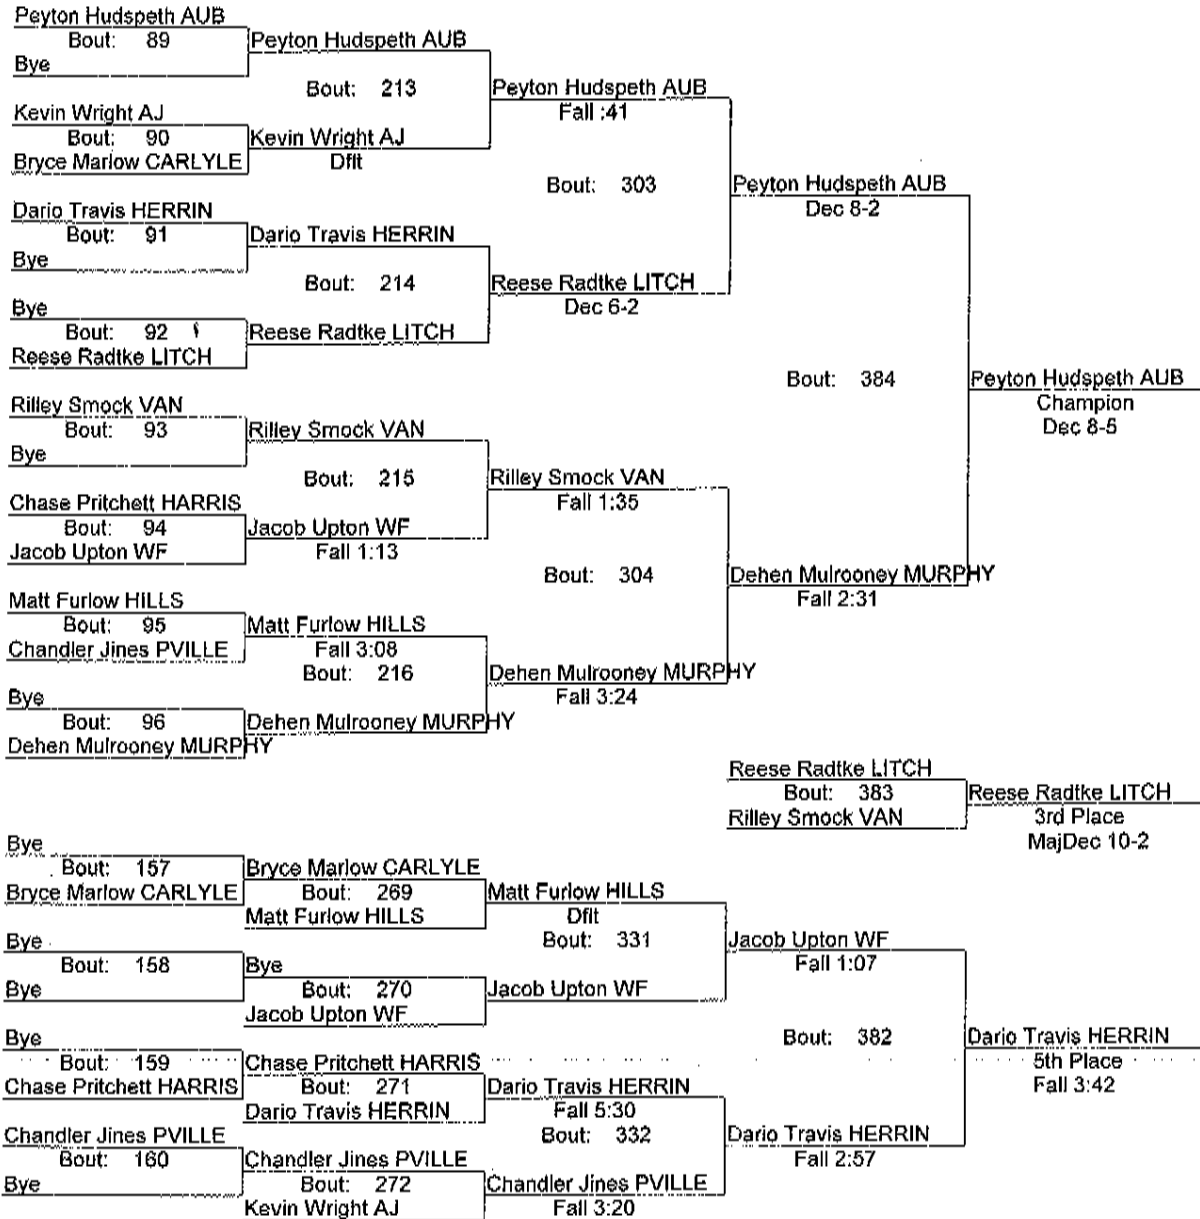 Peyton Hudspeth AUB
Bout: 89
Bye
Peyton Hudspeth AUB
Bout: 213
Kevin Wright AJ
Bout: 90
Bryce Marlow CARLYLE
Kevin Wright AJ
Dflt
Peyton Hudspeth AUB
Fall :41
Bout: 303
Dario Travis HERRIN
Bout: 91
Bye
Dario Travis HERRIN
Bout: 214
Bye
Bout: 92
Reese Radtke LITCH
Reese Radtke LITCH
Reese Radtke LITCH
Dec 6-2
Peyton Hudspeth AUB
Dec 8-2
Bout: 384
Peyton Hudspeth AUB
Champion
Dec 8-5
Rilley Smock VAN
Bout: 93
Bye
Rilley Smock VAN
Bout: 215
Chase Pritchett HARRIS
Bout: 94
Jacob Upton WF
Jacob Upton WF
Fall 1:13
Rilley Smock VAN
Fall 1:35
Bout: 304
Matt Furlow HILLS
Bout: 95
Chandler Jines PVILLE
Matt Furlow HILLS
Fall 3:08
Bout: 216
Bye
Bout: 96
Dehen Mulrooney MURPHY
Dehen Mulrooney MURPHY
Dehen Mulrooney MURPHY
Fall 3:24
Dehen Mulrooney MURPHY
Fall 2:31
Reese Radtke LITCH
Bout: 383
Rilley Smock VAN
Reese Radtke LITCH
3rd Place
MajDec 10-2
Bye
Bout: 157
Bryce Marlow CARLYLE
Bryce Marlow CARLYLE
Bout: 269
Matt Furlow HILLS
Matt Furlow HILLS
Dflt
Bout: 331
Bye
Bout: 158
Bye
Bye
Bout: 270
Jacob Upton WF
Jacob Upton WF
Jacob Upton WF
Fall 1:07
Bout: 382
Bye
Bout: 159
Chase Pritchett HARRIS
Chase Pritchett HARRIS
Bout: 271
Dario Travis HERRIN
Dario Travis HERRIN
Fall 5:30
Bout: 332
Chandler Jines PVILLE
Bout: 160
Bye
Chandler Jines PVILLE
Bout: 272
Kevin Wright AJ
Chandler Jines PVILLE
Fall 3:20
Dario Travis HERRIN
Fall 2:57
Dario Travis HERRIN
5th Place
Fall 3:42